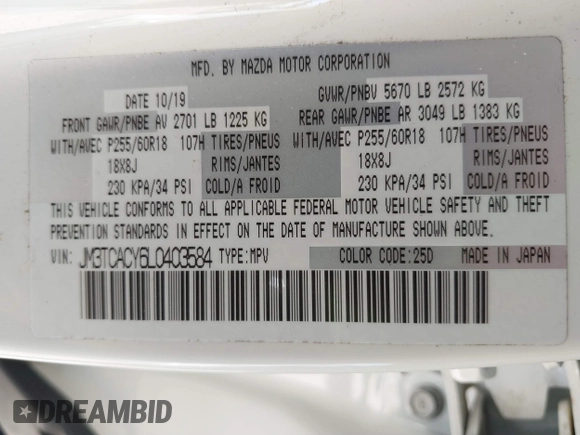 MFD. BY MAZDA MOTOR CORPORATION
DATE 10/19 GVWR/PNBV 5670 LB 2572 KG
FRONT GAWR/PNBE AV 2701 LB 1225 KG REAR GAWR/PNBE AR 3049 LB 1383 KG
WITH/AVEC P255/60R18 107H TIRES/PNEUS WITH/AVEC P255/60R18 107H TIRES/PNEUS
18X8J RIMS/JANTES 18X8J RIMS/JANTES
230 KPA/34 PSI COLD/A FROID 230 KPA/34 PSI COLD/A FROID
THIS VEHICLE CONFORMS TO ALL APPLICABLE FEDERAL MOTOR VEHICLE SAFETY AND THEFT
PREVENTION STANDARDS IN EFFECT ON THE DATE OF MANUFACTURE SHOWN ABOVE.
VIN: JM3TCACY6L0403584 TYPE:MPV COLOR CODE:25D MADE IN JAPAN
DREAMBID